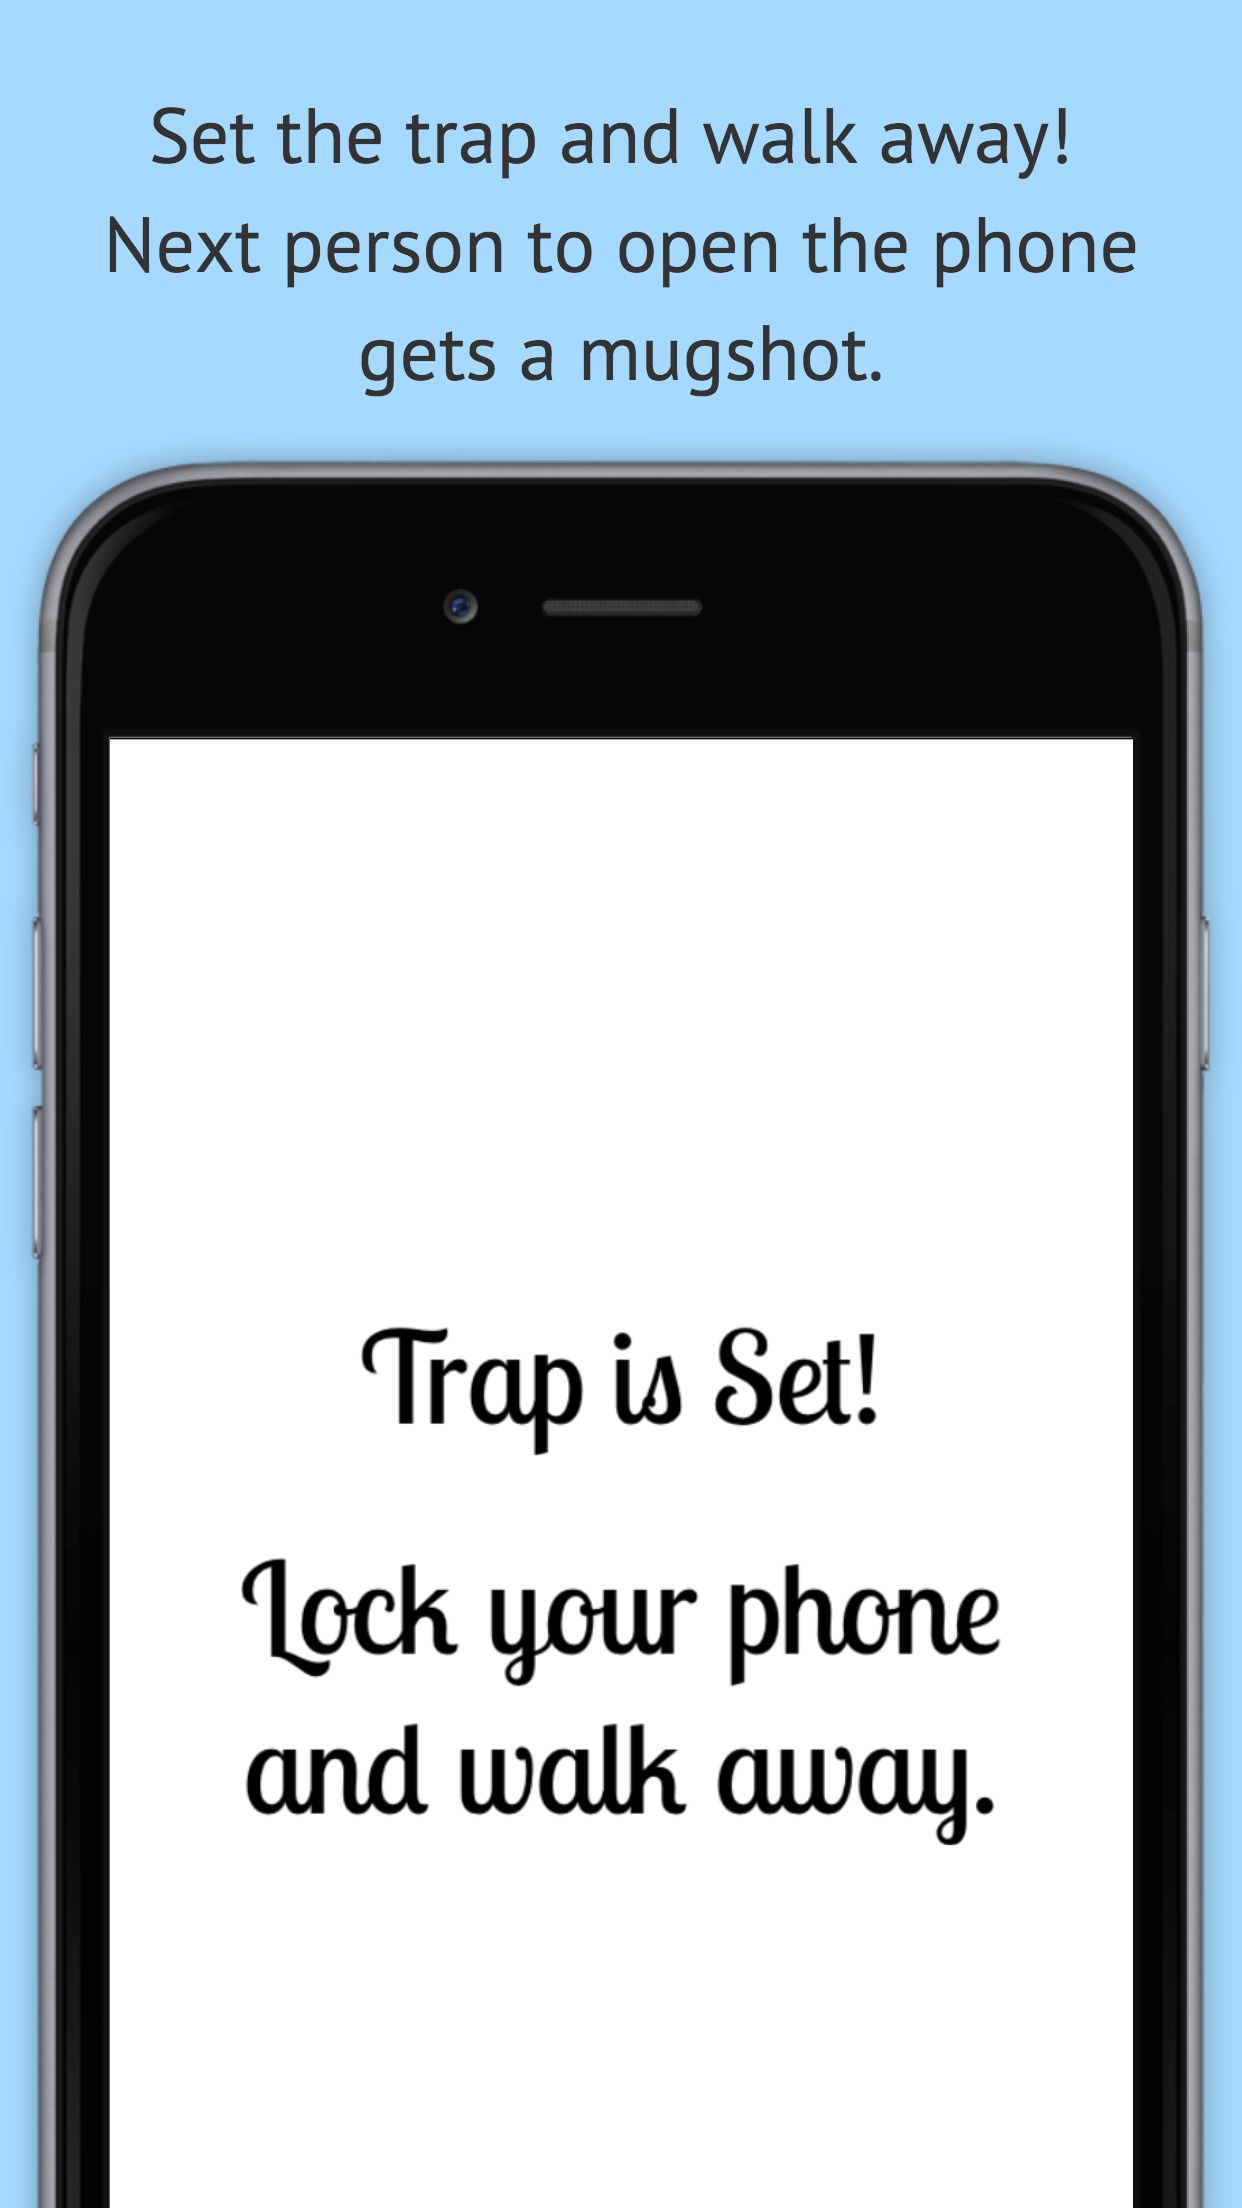 Set the trap and walk away!
Next person to open the phone
gets a mugshot.
Trap is Set!
Lock your phone
and walk away.